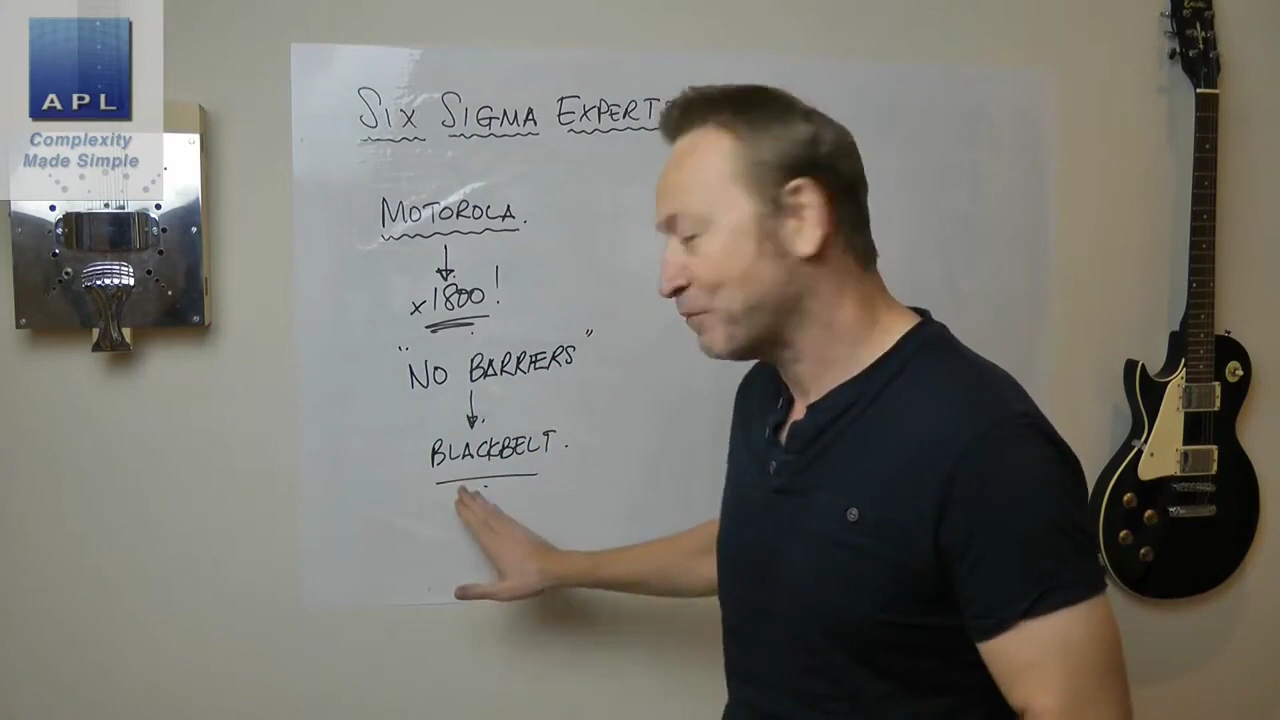 APL
Complexity
Made Simple
SIX SIGMA EXPERT
MOTOROLA.
x1800!
"NO BARRIERS"
BLACKBELT.